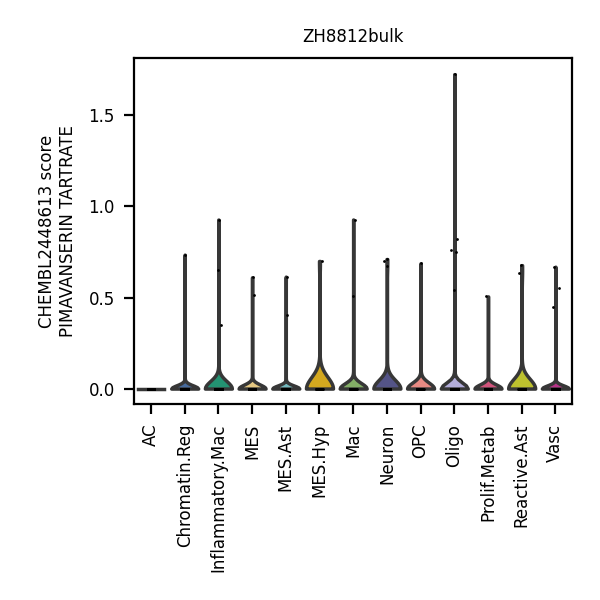 ZH8812bulk
CHEMBL2448613 score
PIMAVANSERIN TARTRATE
1.5
1.0
0.5
0.0
AC
Chromatin.Reg
Inflammatory.Mac
MES
MES.Ast
MES.Hyp
Mac
Neuron
OPC
Oligo
Prolif.Metab
Reactive.Ast
Vasc